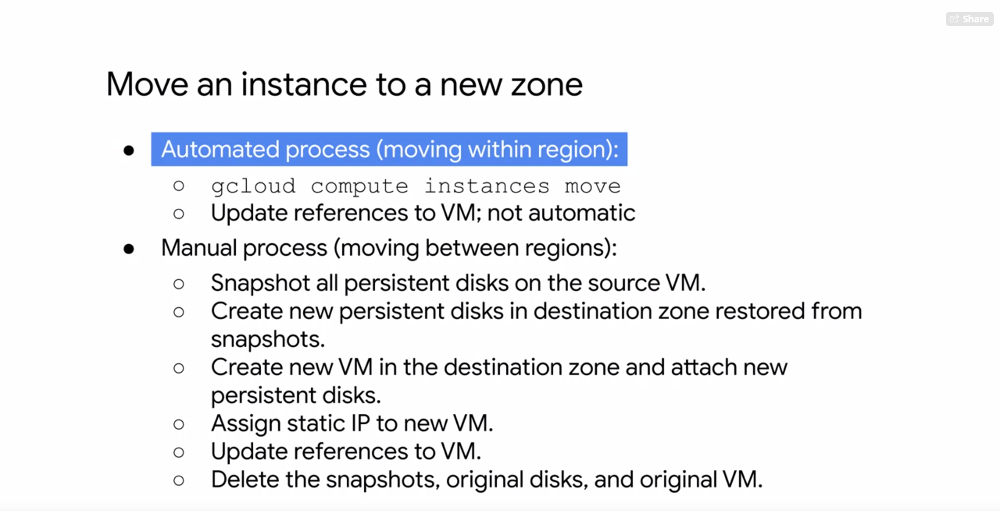 Share
Move an instance to a new zone
● Automated process (moving within region):
○ gcloud compute instances move
○ Update references to VM; not automatic
● Manual process (moving between regions):
○ Snapshot all persistent disks on the source VM.
○ Create new persistent disks in destination zone restored from
snapshots.
○ Create new VM in the destination zone and attach new
persistent disks.
○ Assign static IP to new VM.
○ Update references to VM.
○ Delete the snapshots, original disks, and original VM.